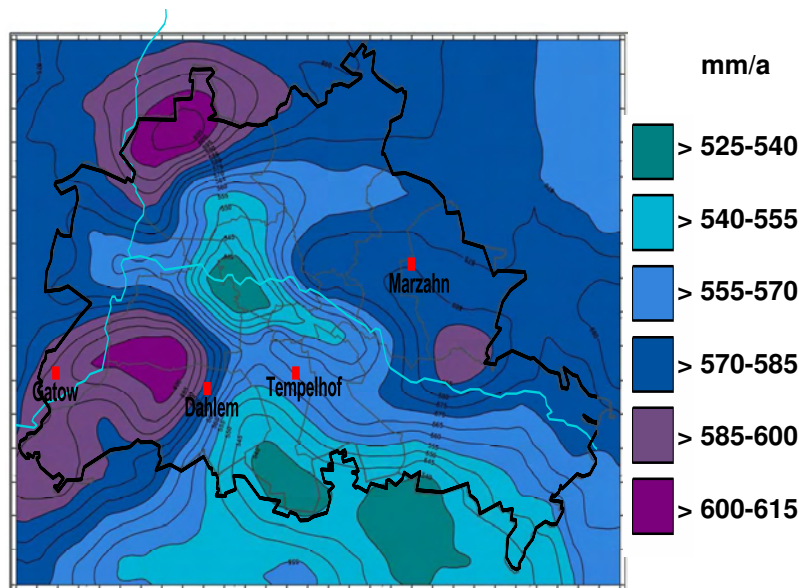 mm/a
> 525-540
> 540-555
> 555-570
> 570-585
> 585-600
> 600-615
Marzahn
Gatow
Dahlem
Tempelhof